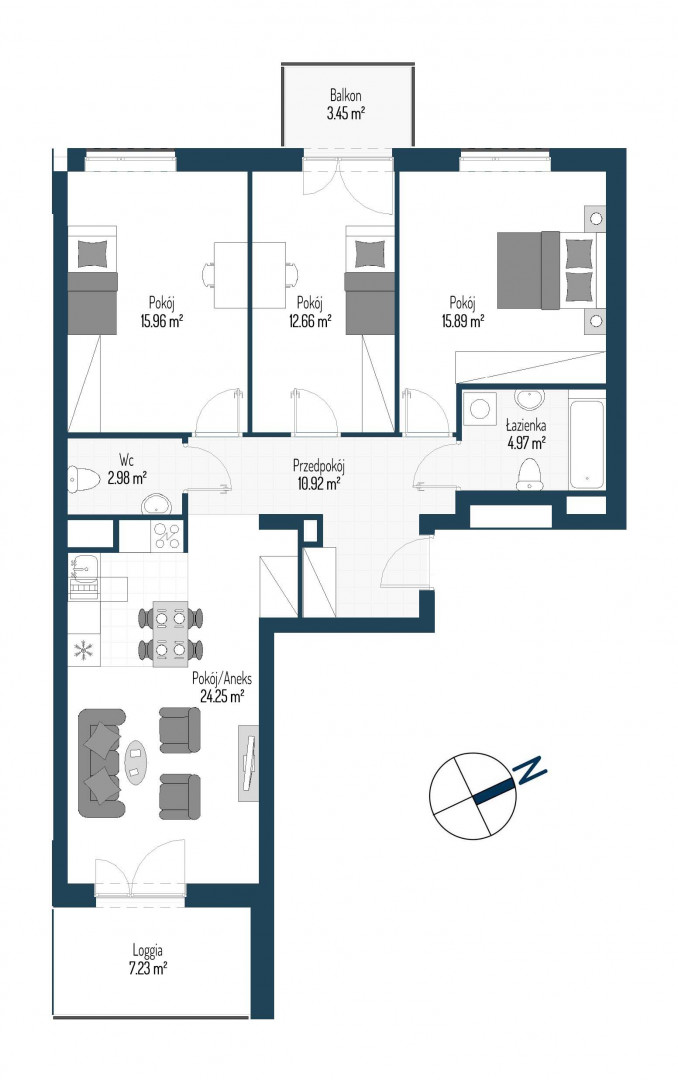 Balkon
3.45 m²
Pokój
15.96 m²
Pokój
12.66 m²
Pokój
15.89 m²
Łazienka
4.97 m²
Wc
2.98 m²
Przedpokój
10.92 m²
Pokój/Aneks
24.25 m²
N
Loggia
7.23 m²